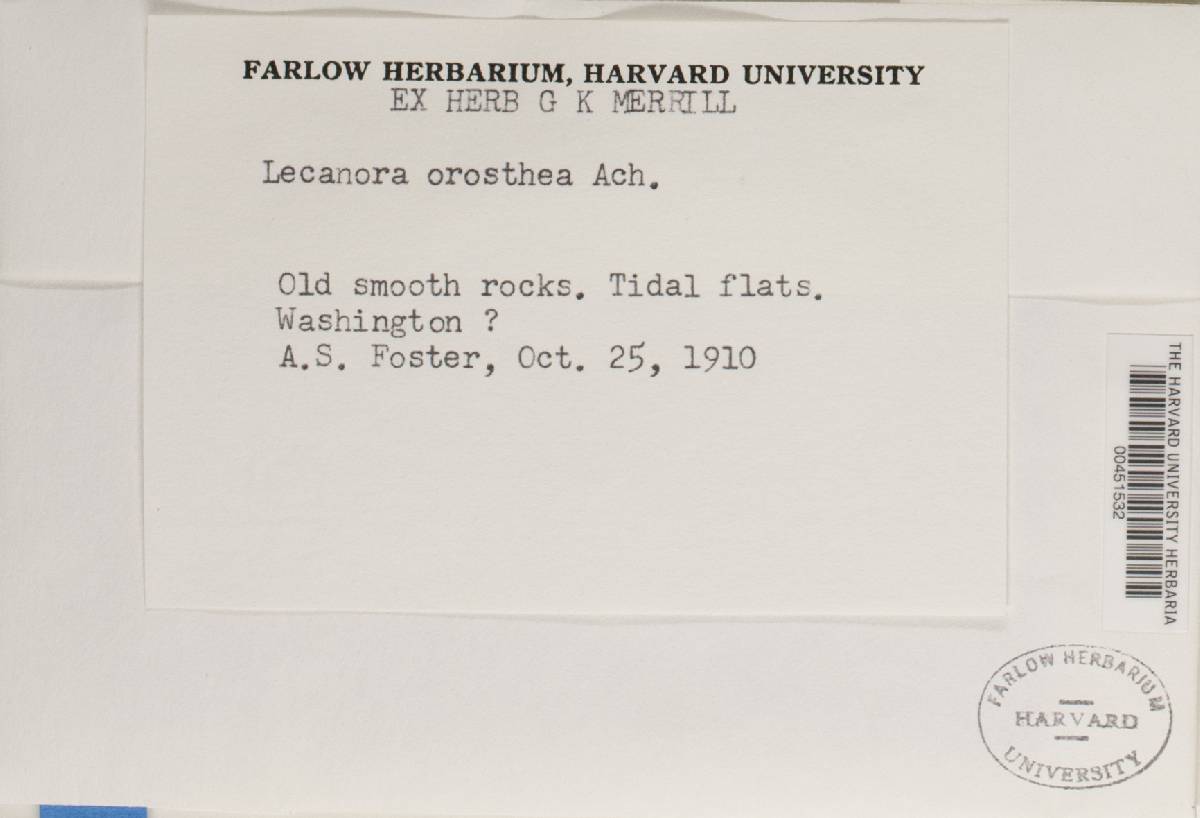 FARLOW HERBARIUM, HARVARD UNIVERSITY
EX HERB G K MERRILL
Lecanora orosthea Ach.
Old smooth rocks. Tidal flats.
Washington ?
A.S. Foster, Oct. 25, 1910
THE HARVARD UNIVERSITY HERBARIA
00451532
FARLOW HERBARIUM
HARVARD
UNIVERSITY